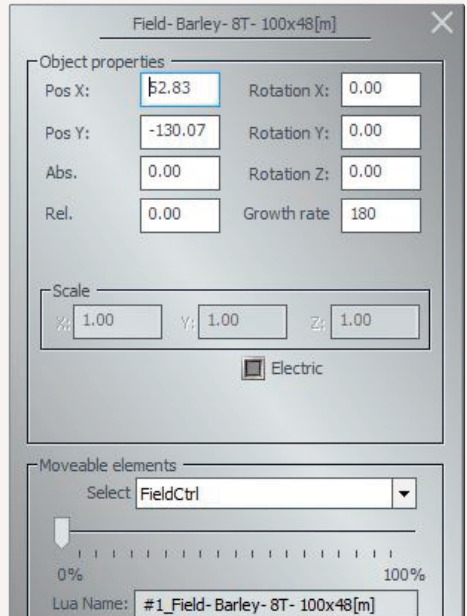 Field- Barley- 8T- 100x48[m]
Object properties
Pos X: 52.83 Rotation X: 0.00
Pos Y: -130.07 Rotation Y: 0.00
Abs. 0.00 Rotation Z: 0.00
Rel. 0.00 Growth rate 180
Scale
X: 1.00 Y: 1.00 Z: 1.00
Electric
Moveable elements
Select FieldCtrl
0% 100%
Lua Name: #1_Field- Barley- 8T- 100x48[m]